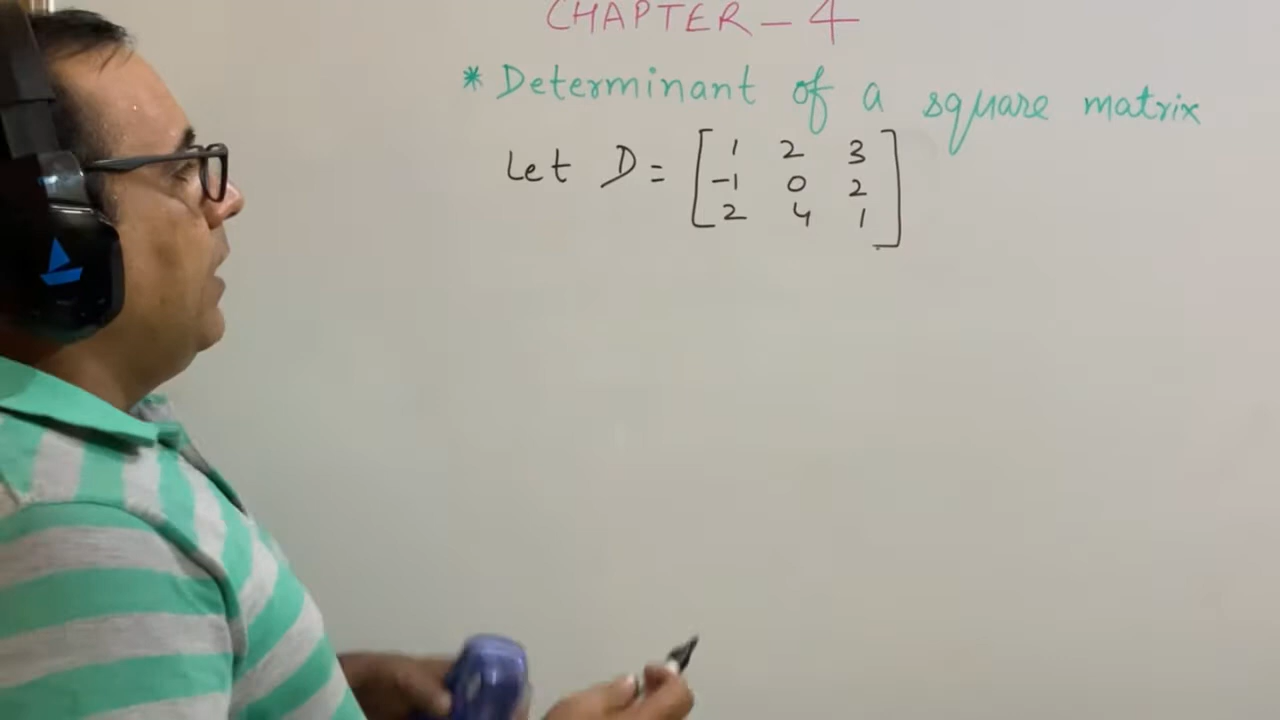 CHAPTER - 4
* Determinant of a square matrix
Let D = [ 1 2 3
-1 0 2
2 4 1 ]